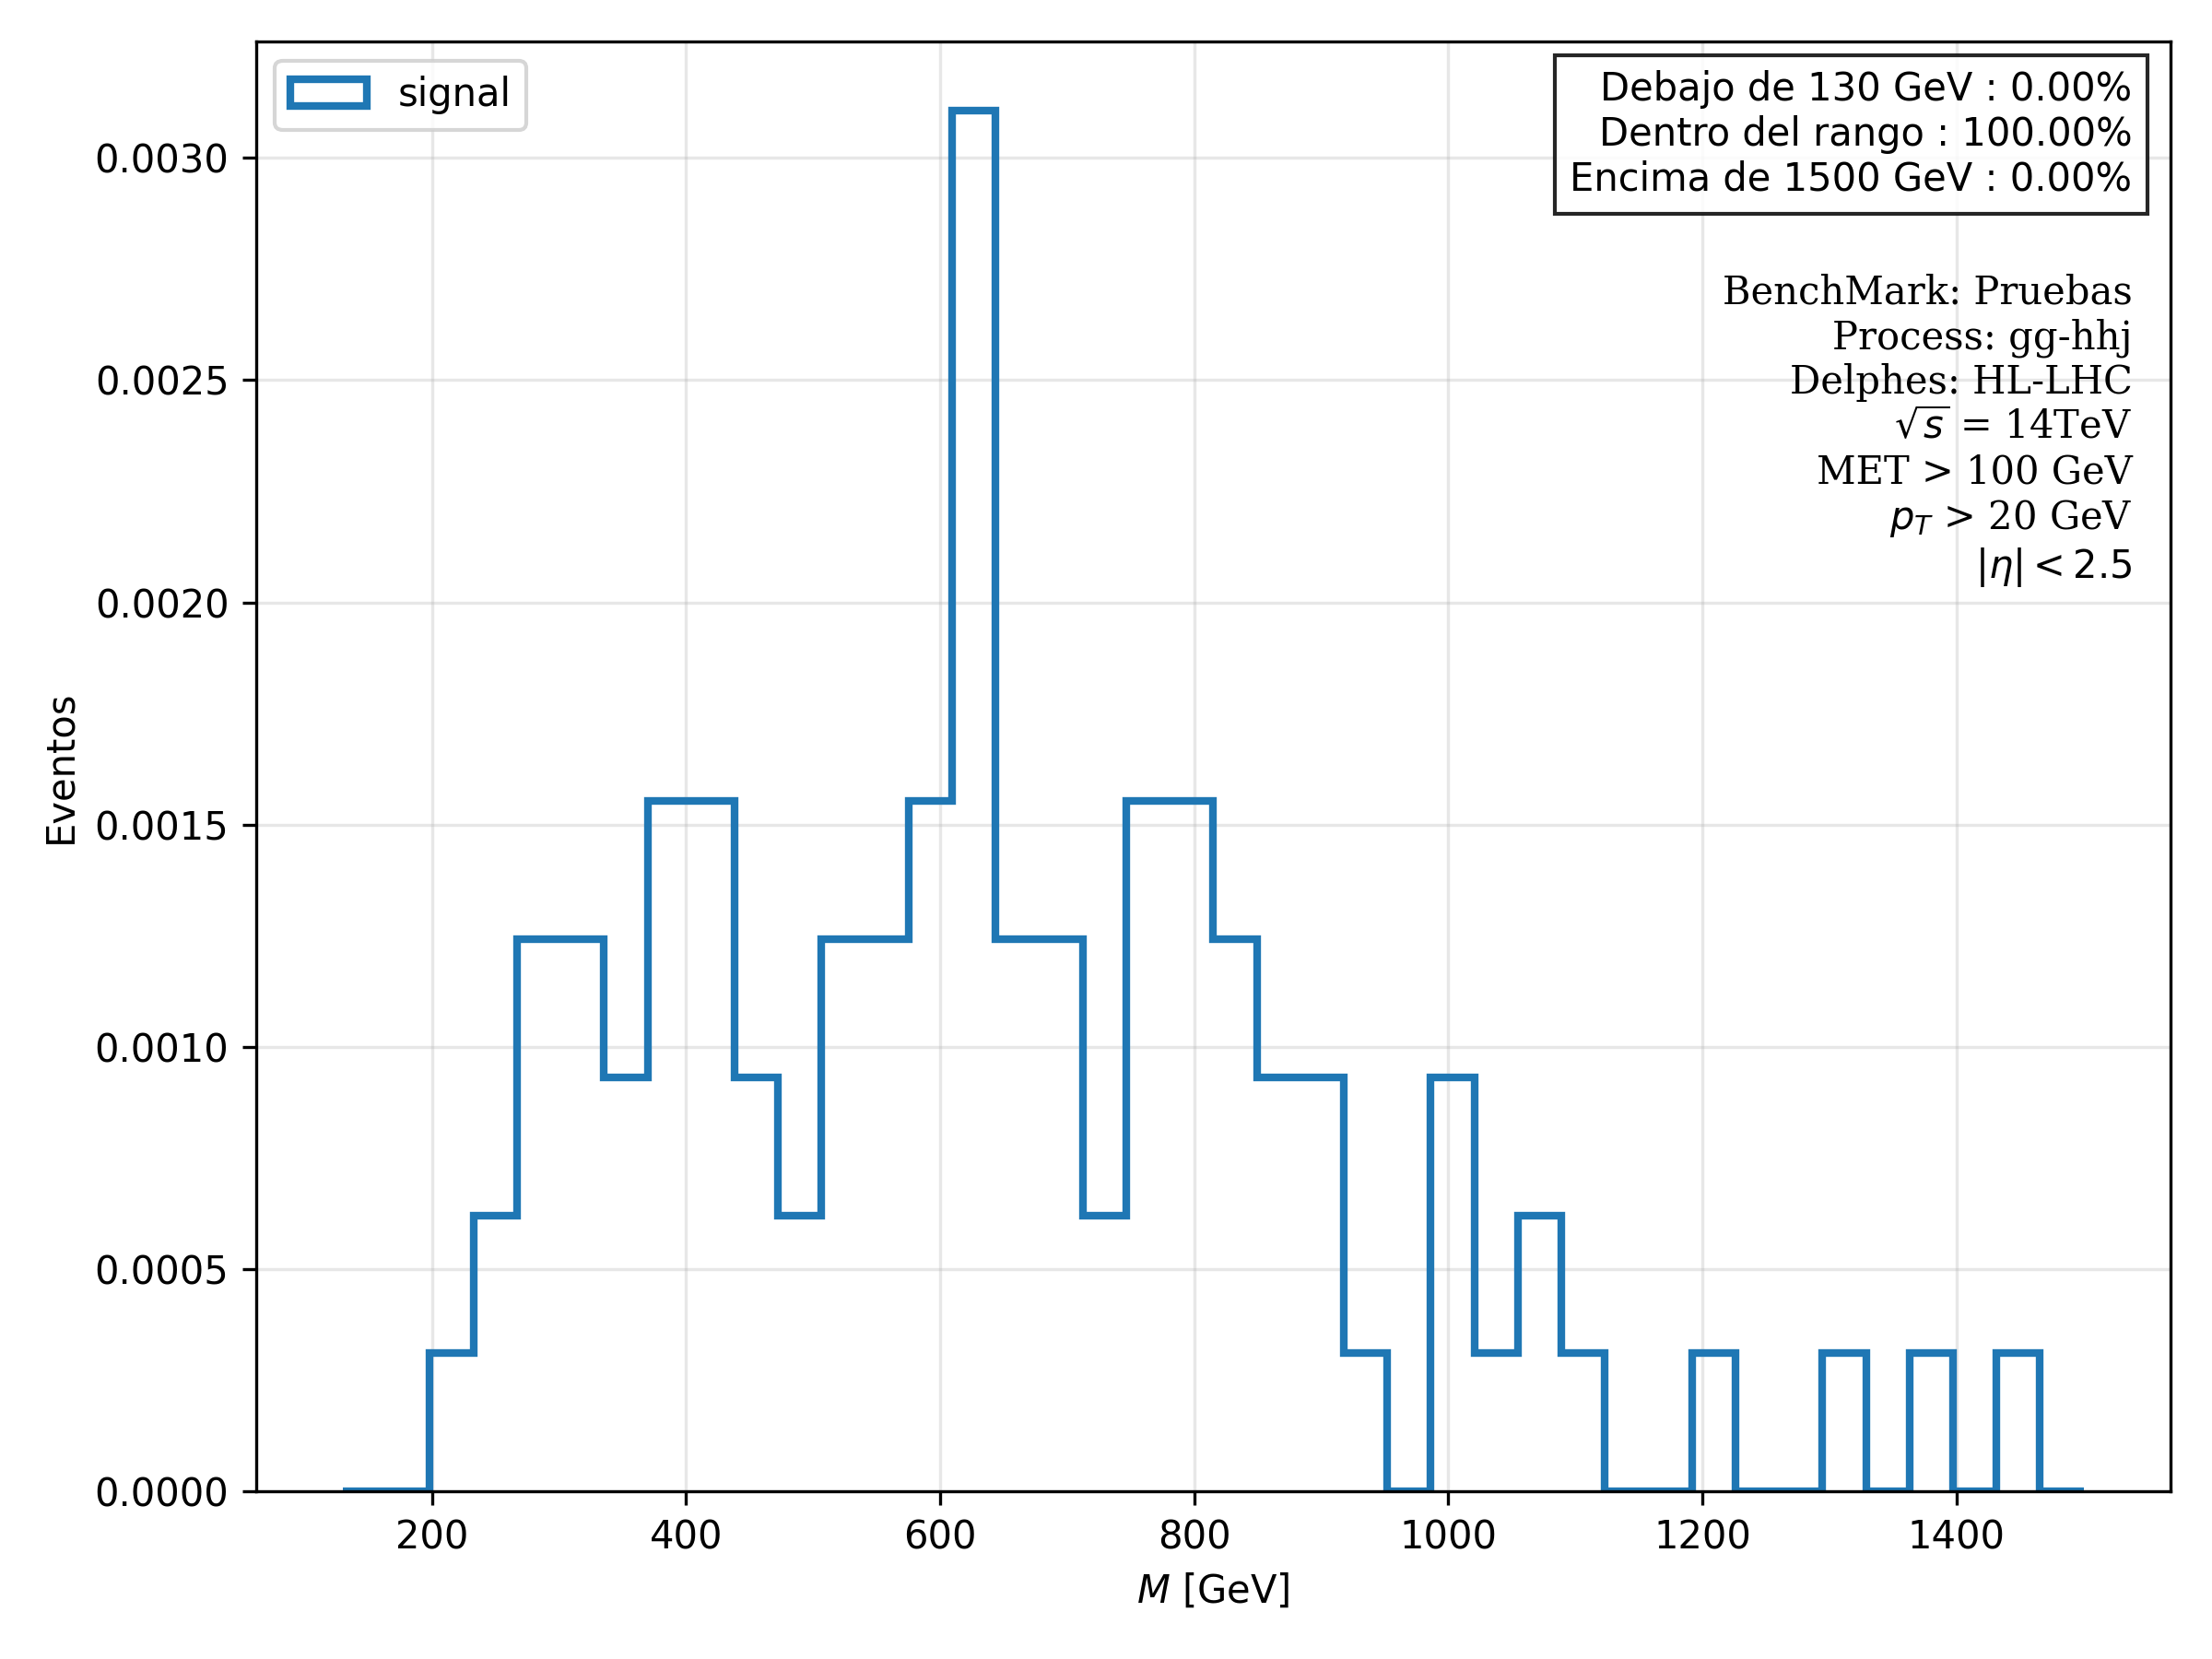 signal
Debajo de 130 GeV : 0.00%
Dentro del rango : 100.00%
Encima de 1500 GeV : 0.00%
BenchMark: Pruebas
Process: gg-hhj
Delphes: HL-LHC
√s = 14TeV
MET > 100 GeV
p_T > 20 GeV
|η| < 2.5
0.0030
0.0025
0.0020
0.0015
0.0010
0.0005
0.0000
Eventos
200 400 600 800 1000 1200 1400
M [GeV]